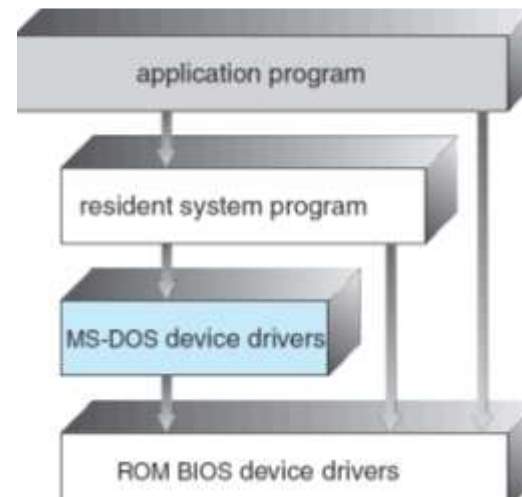 application program
resident system program
MS-DOS device drivers
ROM BIOS device drivers